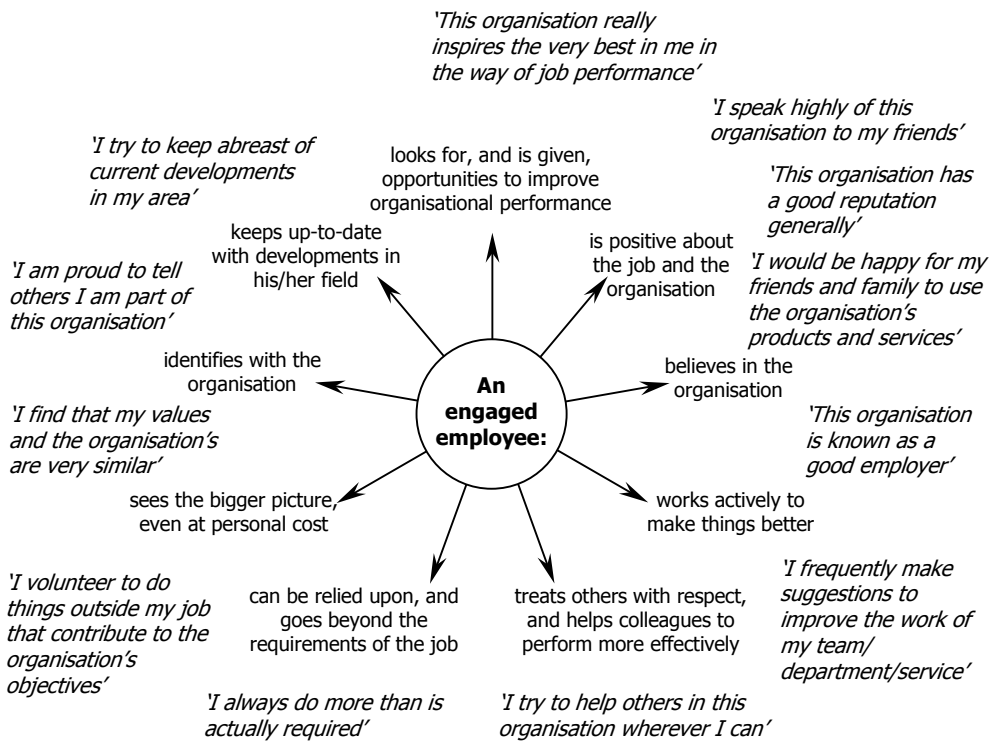 ‘This organisation really
inspires the very best in me in
the way of job performance’
‘I speak highly of this
organisation to my friends’
‘I try to keep abreast of
current developments
in my area’
looks for, and is given,
opportunities to improve
organisational performance
‘This organisation has
a good reputation
generally’
keeps up-to-date
with developments in
his/her field
is positive about
the job and the
organisation
‘I am proud to tell
others I am part of
this organisation’
‘I would be happy for my
friends and family to use
the organisation’s
products and services’
identifies with the
organisation
An
engaged
employee:
believes in the
organisation
‘I find that my values
and the organisation’s
are very similar’
‘This organisation
is known as a
good employer’
sees the bigger picture,
even at personal cost
works actively to
make things better
‘I volunteer to do
things outside my job
that contribute to the
organisation’s
objectives’
can be relied upon, and
goes beyond the
requirements of the job
treats others with respect,
and helps colleagues to
perform more effectively
‘I frequently make
suggestions to
improve the work of
my team/
department/service’
‘I always do more than is
actually required’
‘I try to help others in this
organisation wherever I can’